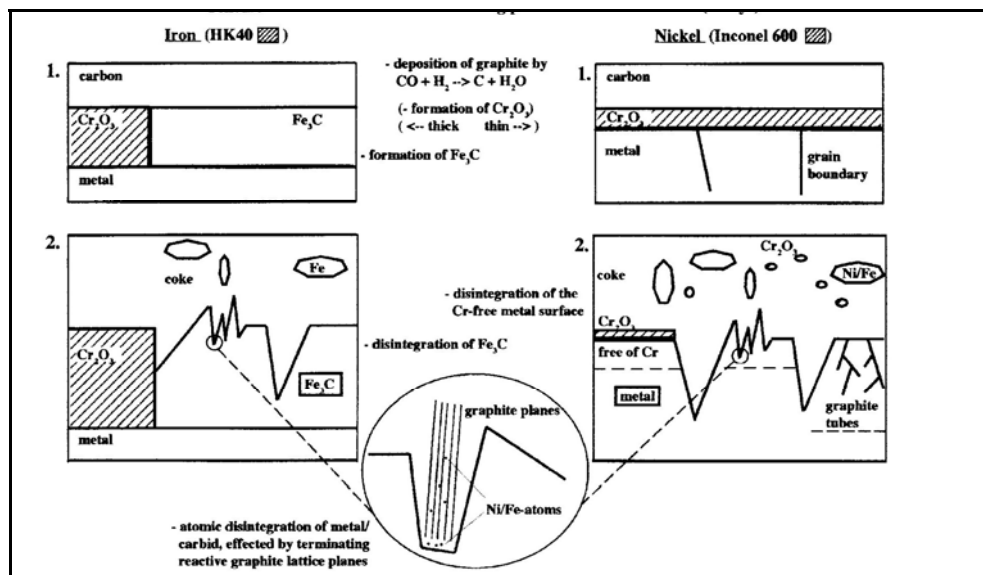 Iron (HK40 )
Nickel (Inconel 600 )
1.
carbon
Cr2O3
Fe3C
metal
- deposition of graphite by
CO + H2 --> C + H2O
(- formation of Cr2O3)
( <-- thick thin --> )
- formation of Fe3C
1.
carbon
Cr2O3
metal
grain
boundary
2.
coke
Fe
Cr2O3
Fe3C
metal
- disintegration of the
Cr-free metal surface
- disintegration of Fe3C
2.
Cr2O3
coke
Ni/Fe
Cr2O3
free of Cr
metal
graphite
tubes
graphite planes
Ni/Fe-atoms
- atomic disintegration of metal/
carbid, effected by terminating
reactive graphite lattice planes